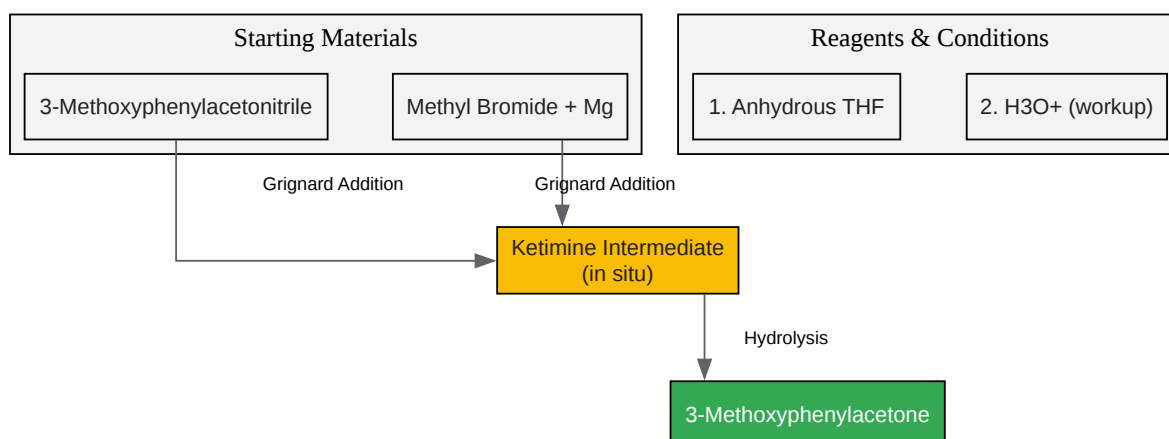 Starting Materials
Reagents & Conditions
3-Methoxyphenylacetonitrile
Methyl Bromide + Mg
1. Anhydrous THF
2. H3O+ (workup)
Grignard Addition
Grignard Addition
Ketimine Intermediate
(in situ)
Hydrolysis
3-Methoxyphenylacetone